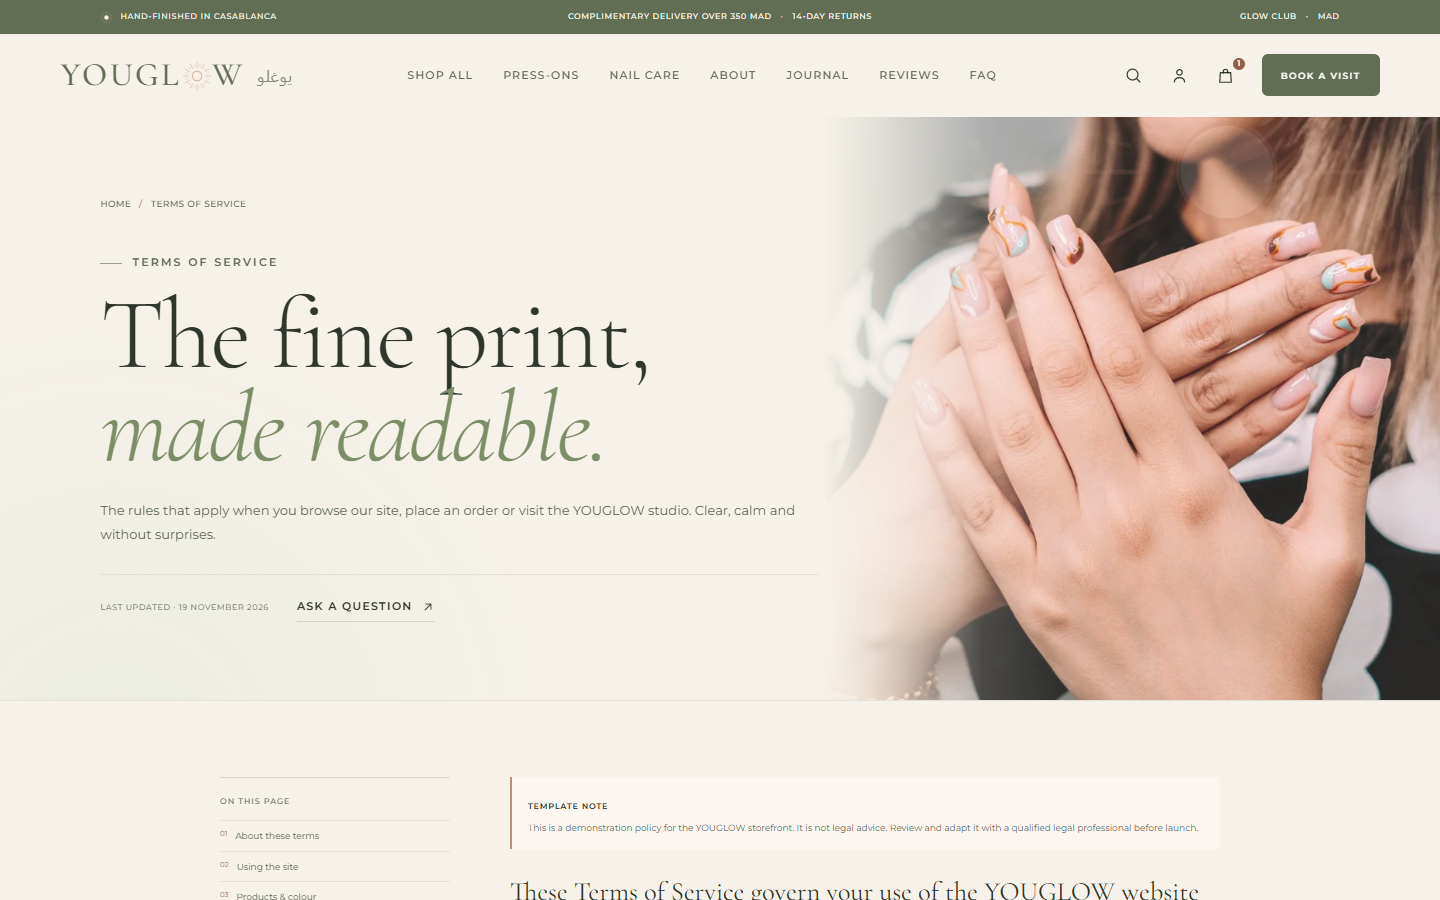 HAND-FINISHED IN CASABLANCA
COMPLIMENTARY DELIVERY OVER 350 MAD · 14-DAY RETURNS
GLOW CLUB · MAD
YOUGLOW يوغلو
SHOP ALL PRESS-ONS NAIL CARE ABOUT JOURNAL REVIEWS FAQ
1
BOOK A VISIT
HOME / TERMS OF SERVICE
TERMS OF SERVICE
The fine print,
made readable.
The rules that apply when you browse our site, place an order or visit the YOUGLOW studio. Clear, calm and
without surprises.
LAST UPDATED · 19 NOVEMBER 2026
ASK A QUESTION
ON THIS PAGE
01 About these terms
02 Using the site
03 Products & colour
TEMPLATE NOTE
This is a demonstration policy for the YOUGLOW storefront. It is not legal advice. Review and adapt it with a qualified legal professional before launch.
These Terms of Service govern your use of the YOUGLOW website